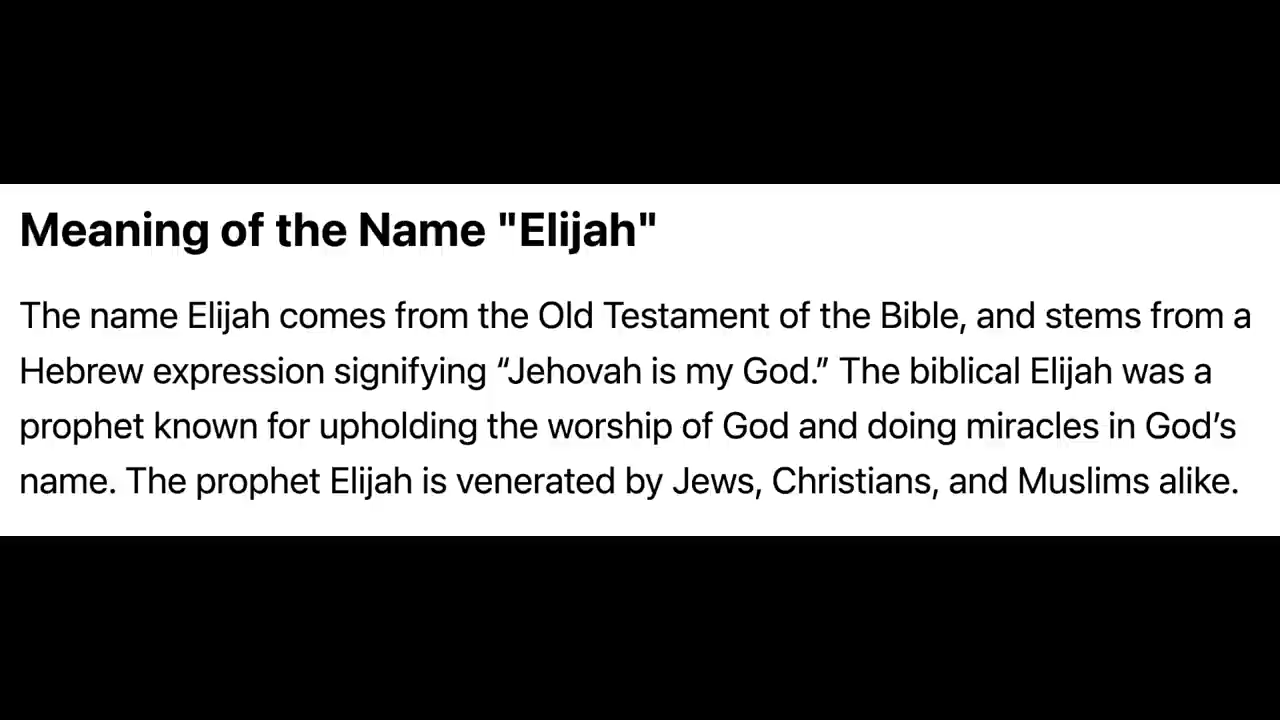 Meaning of the Name "Elijah"
The name Elijah comes from the Old Testament of the Bible, and stems from a
Hebrew expression signifying “Jehovah is my God.” The biblical Elijah was a
prophet known for upholding the worship of God and doing miracles in God’s
name. The prophet Elijah is venerated by Jews, Christians, and Muslims alike.